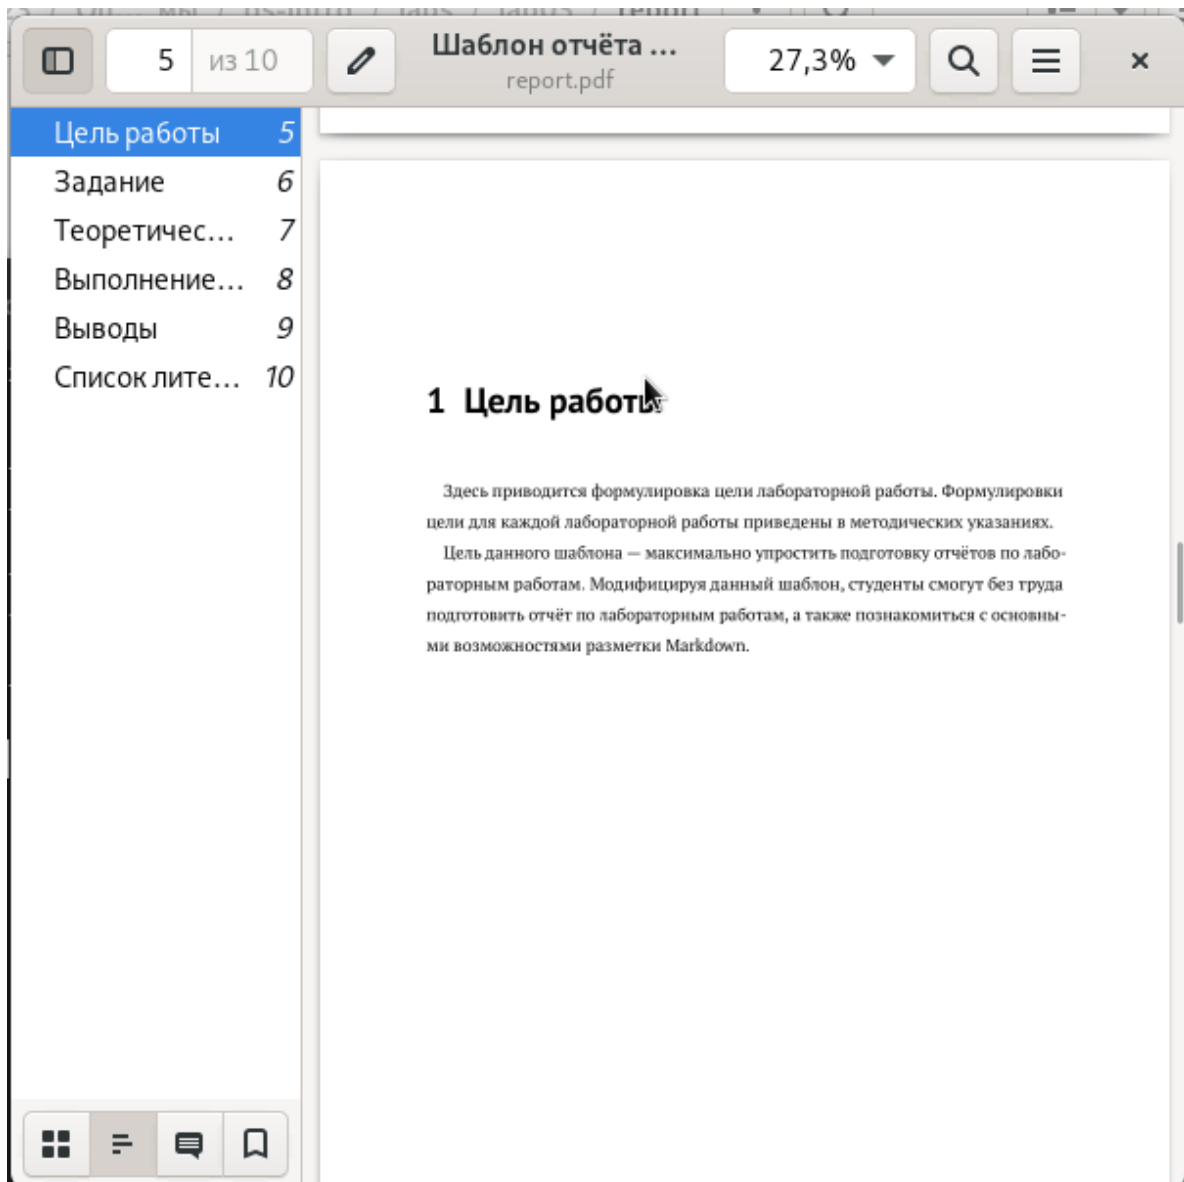 Шаблон отчёта ...
report.pdf
5 из 10
27,3%
Цель работы 5
Задание 6
Теоретичес... 7
Выполнение... 8
Выводы 9
Список лите... 10
1 Цель работы
Здесь приводится формулировка цели лабораторной работы. Формулировки
цели для каждой лабораторной работы приведены в методических указаниях.
Цель данного шаблона — максимально упростить подготовку отчётов по лабо-
раторным работам. Модифицируя данный шаблон, студенты смогут без труда
подготовить отчёт по лабораторным работам, а также познакомиться с основны-
ми возможностями разметки Markdown.